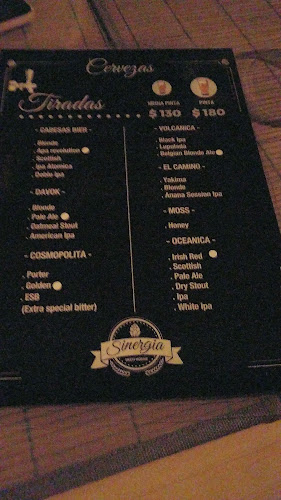 Cervezas
Tiradas
MEDIA PINTA
$130
PINTA
$180
- CABESAS BIER -
. Blonde
. Apa revolution
. Scottish
. Ipa Atomica
. Doble Ipa
- DAVOK -
. Blonde
. Pale Ale
. Oatmeal Stout
. American Ipa
- COSMOPOLITA -
. Porter
. Golden
. ESB
(Extra special bitter)
- VOLCANICA -
. Black Ipa
. Lupulada
. Belgian Blonde Ale
- EL CAMINO -
. Yakima
. Blonde
. Anana Session Ipa
- MOSS -
. Honey
- OCEANICA -
. Irish Red
. Scottish
. Pale Ale
. Dry Stout
. Ipa
. White Ipa
Sinergia